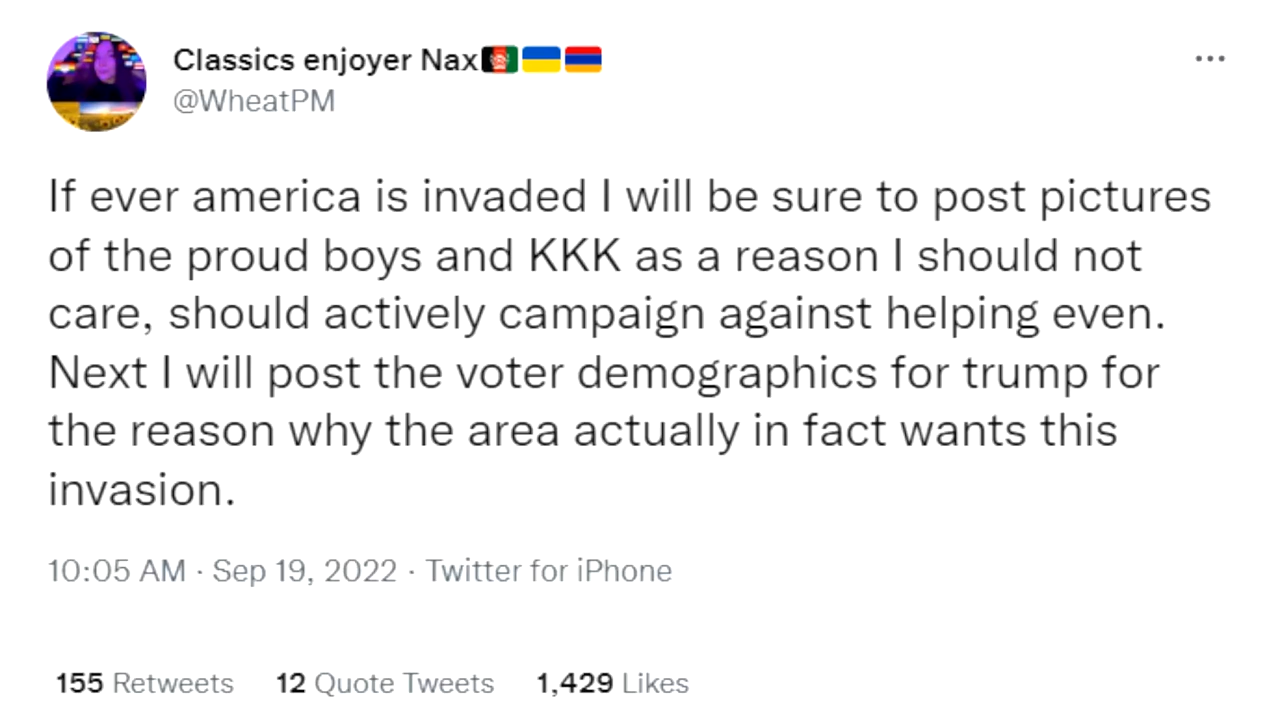 Classics enjoyer Nax🇦🇫🇺🇦🇦🇲
@WheatPM
If ever america is invaded I will be sure to post pictures
of the proud boys and KKK as a reason I should not
care, should actively campaign against helping even.
Next I will post the voter demographics for trump for
the reason why the area actually in fact wants this
invasion.
10:05 AM · Sep 19, 2022 · Twitter for iPhone
155 Retweets 12 Quote Tweets 1,429 Likes